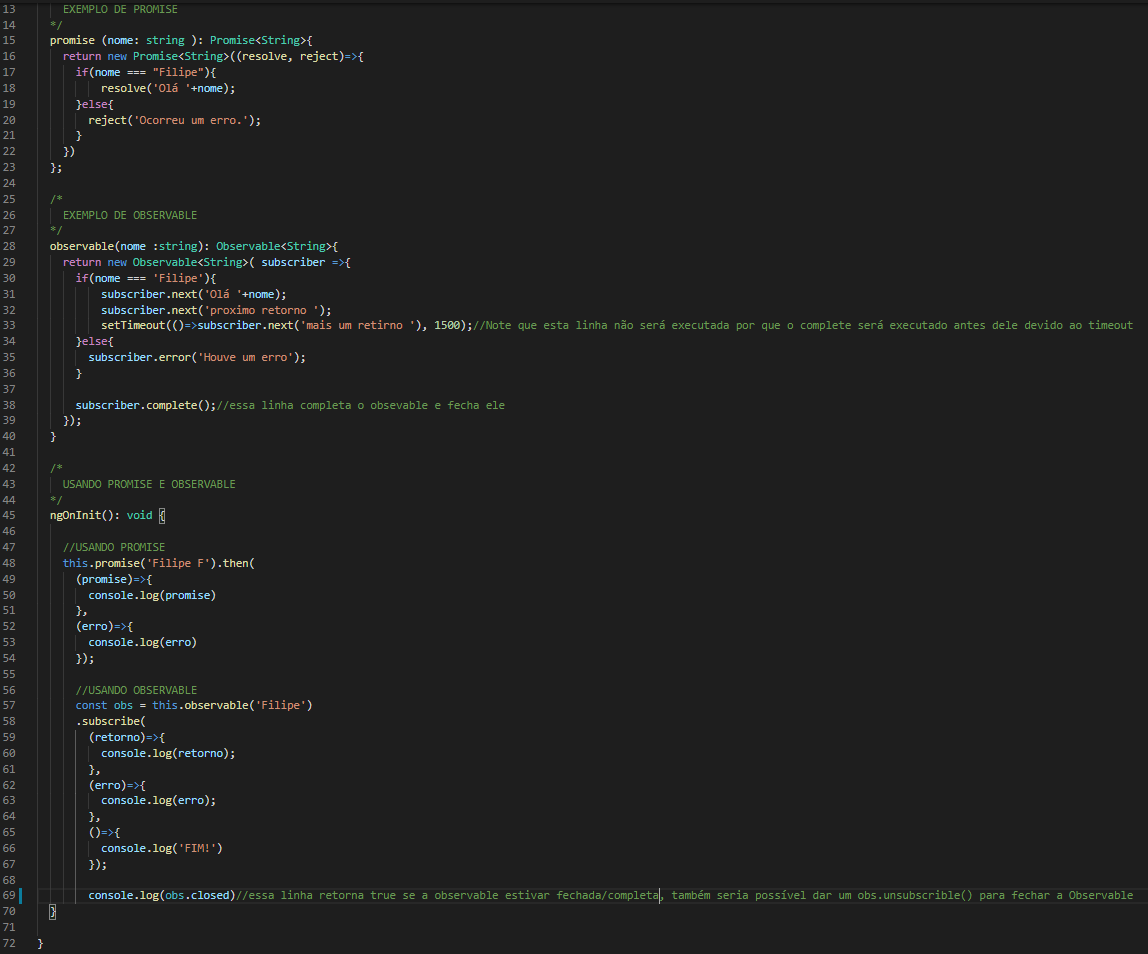 13 EXEMPLO DE PROMISE
14 */
15 promise (nome: string ): Promise<String>{
16 return new Promise<String>((resolve, reject)=>{
17 if(nome === "Filipe"){
18 resolve('Olá '+nome);
19 }else{
20 reject('Ocorreu um erro.');
21 }
22 })
23 };
24
25 /*
26 EXEMPLO DE OBSERVABLE
27 */
28 observable(nome :string): Observable<String>{
29 return new Observable<String>( subscriber =>{
30 if(nome === 'Filipe'){
31 subscriber.next('Olá '+nome);
32 subscriber.next('proximo retorno ');
33 setTimeout(()=>subscriber.next('mais um retirno '), 1500);//Note que esta linha não será executada por que o complete será executado antes dele devido ao timeout
34 }else{
35 subscriber.error('Houve um erro');
36 }
37
38 subscriber.complete();//essa linha completa o obsevable e fecha ele
39 });
40 }
41
42 /*
43 USANDO PROMISE E OBSERVABLE
44 */
45 ngOnInit(): void {
46
47 //USANDO PROMISE
48 this.promise('Filipe F').then(
49 (promise)=>{
50 console.log(promise)
51 },
52 (erro)=>{
53 console.log(erro)
54 });
55
56 //USANDO OBSERVABLE
57 const obs = this.observable('Filipe')
58 .subscribe(
59 (retorno)=>{
60 console.log(retorno);
61 },
62 (erro)=>{
63 console.log(erro);
64 },
65 ()=>{
66 console.log('FIM!')
67 });
68
69 console.log(obs.closed)//essa linha retorna true se a observable estivar fechada/completa, também seria possível dar um obs.unsubscrible() para fechar a Observable
70 }
71
72 }